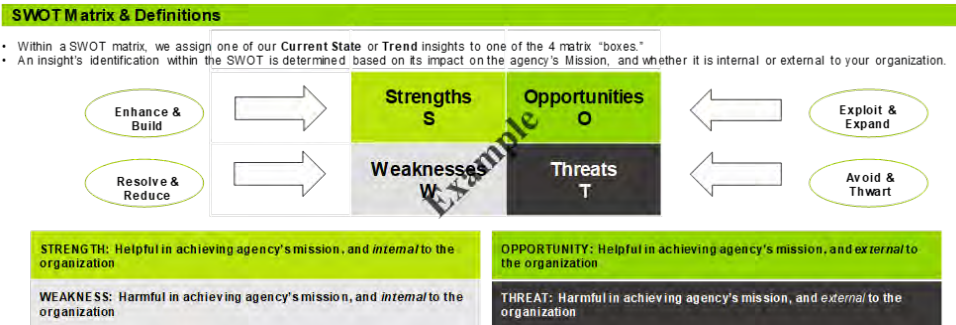 SWOT Matrix & Definitions
• Within a SWOT matrix, we assign one of our Current State or Trend insights to one of the 4 matrix “boxes.”
• An insight’s identification within the SWOT is determined based on its impact on the agency’s Mission, and whether it is internal or external to your organization.
Enhance &
Build
Strengths
S
Opportunities
O
Exploit &
Expand
Resolve &
Reduce
Weaknesses
W
Threats
T
Avoid &
Thwart
Example
STRENGTH: Helpful in achieving agency’s mission, and internal to the
organization
OPPORTUNITY: Helpful in achieving agency’s mission, and external to
the organization
WEAKNESS: Harmful in achieving agency’s mission, and internal to the
organization
THREAT: Harmful in achieving agency’s mission, and external to the
organization